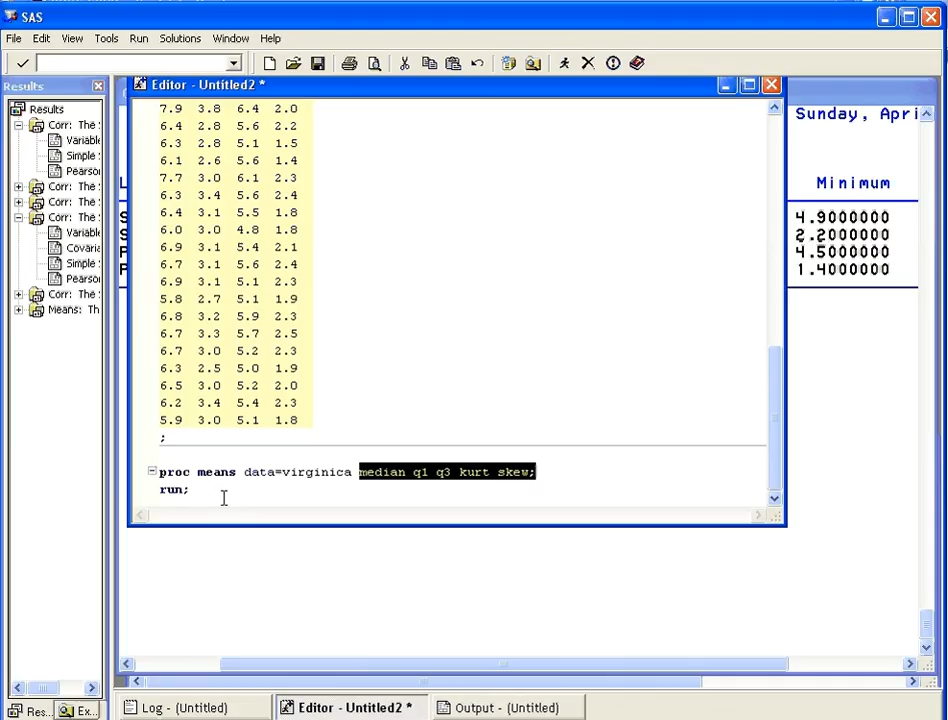 SAS
File Edit View Tools Run Solutions Window Help
Results
Results
Corr: The
Variabl
Simple
Pearso
Corr: The
Corr: The
Corr: The
Variabl
Covaria
Simple
Pearso
Corr: The
Means: Th
Editor - Untitled2 *
7.9 3.8 6.4 2.0
6.4 2.8 5.6 2.2
6.3 2.8 5.1 1.5
6.1 2.6 5.6 1.4
7.7 3.0 6.1 2.3
6.3 3.4 5.6 2.4
6.4 3.1 5.5 1.8
6.0 3.0 4.8 1.8
6.9 3.1 5.4 2.1
6.7 3.1 5.6 2.4
6.9 3.1 5.1 2.3
5.8 2.7 5.1 1.9
6.8 3.2 5.9 2.3
6.7 3.3 5.7 2.5
6.7 3.0 5.2 2.3
6.3 2.5 5.0 1.9
6.5 3.0 5.2 2.0
6.2 3.4 5.4 2.3
5.9 3.0 5.1 1.8
;
proc means data=virginica median q1 q3 kurt skew;
run;
Sunday, Apri
Minimum
4.9000000
2.2000000
4.5000000
1.4000000
Res... Ex...
Log - (Untitled) Editor - Untitled2 * Output - (Untitled)